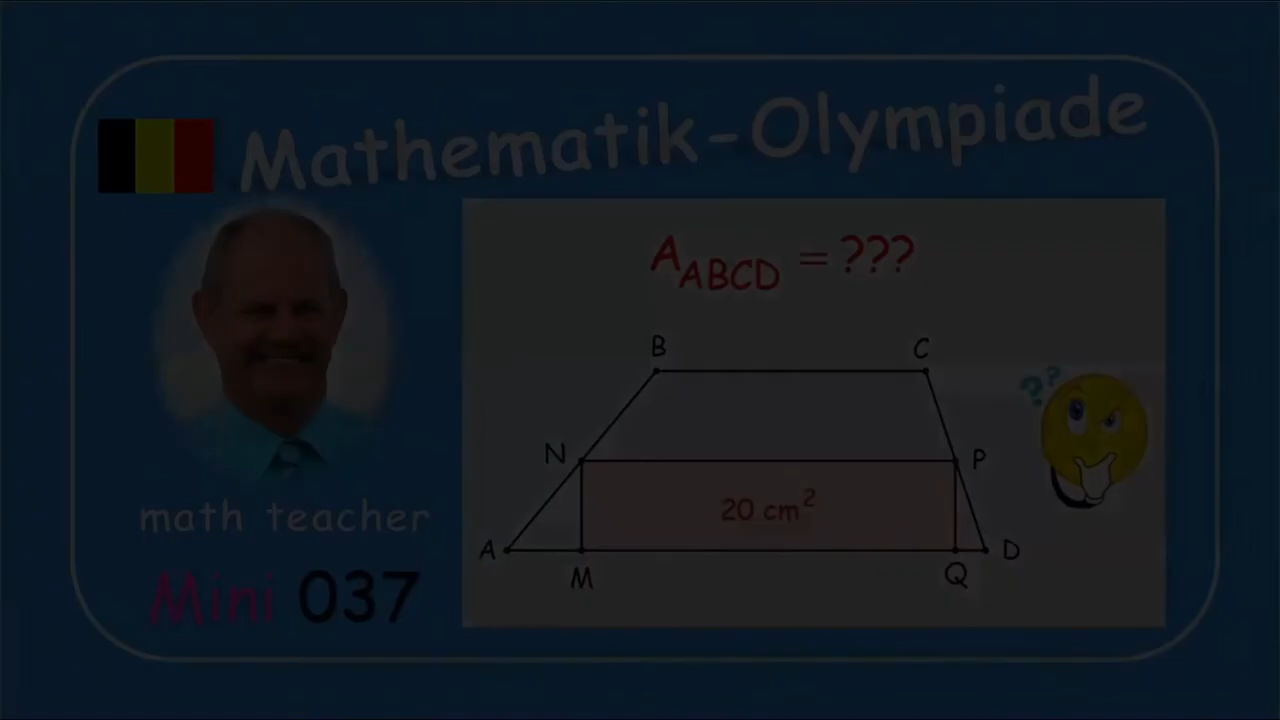 Mathematik-Olympiade
A_ABCD = ???
B C
?? 
N P
20 cm²
math teacher
A D
M Q
Mini 037